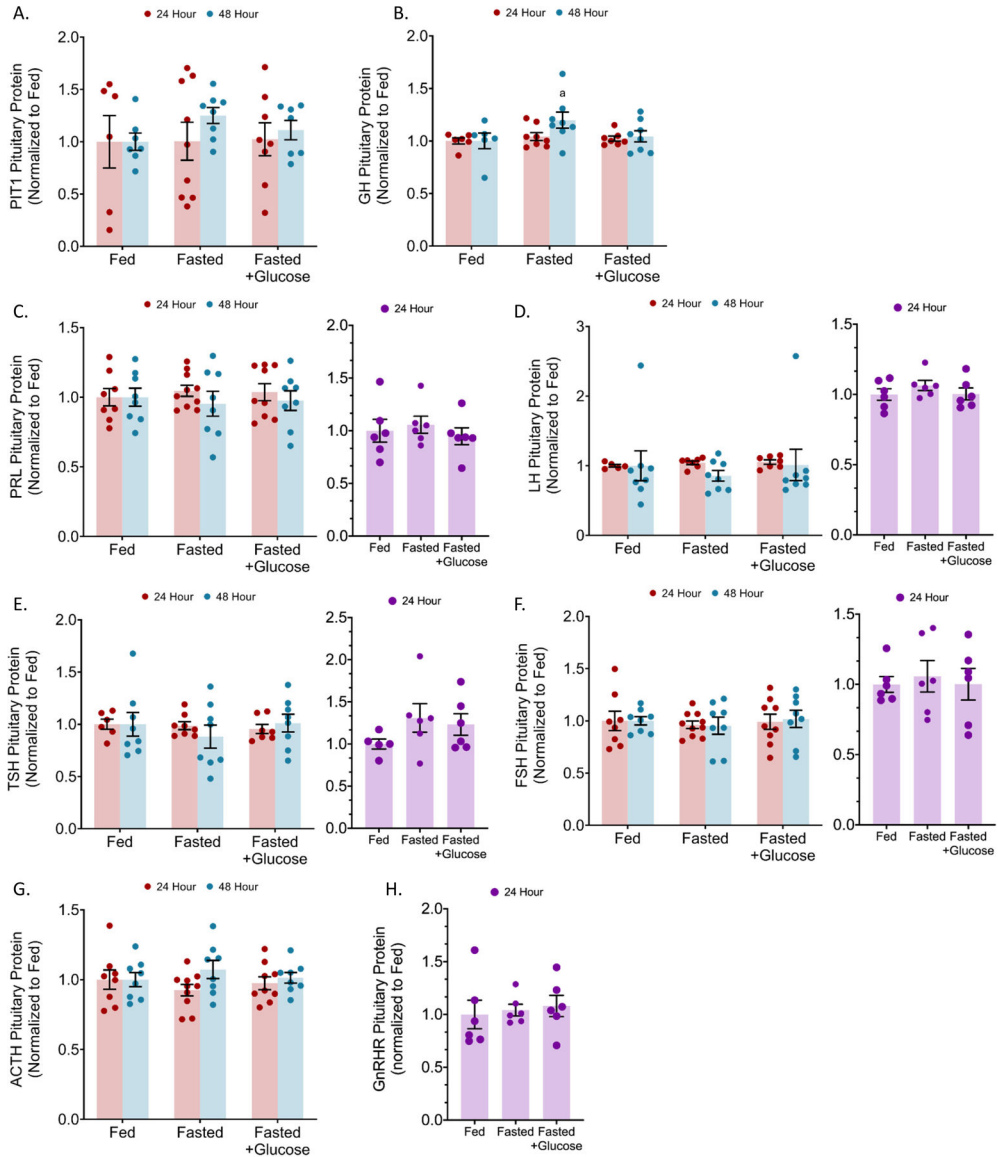 A.
24 Hour 48 Hour
PIT1 Pituitary Protein
(Normalized to Fed)
2.0
1.5
1.0
0.5
0.0
Fed
Fasted
Fasted
+Glucose
B.
24 Hour 48 Hour
GH Pituitary Protein
(Normalized to Fed)
2.0
1.5
1.0
0.5
0.0
a
Fed
Fasted
Fasted
+Glucose
C.
24 Hour 48 Hour
PRL Pituitary Protein
(Normalized to Fed)
1.5
1.0
0.5
0.0
Fed
Fasted
Fasted
+Glucose
24 Hour
2.0
1.5
1.0
0.5
0.0
Fed
Fasted
Fasted
+Glucose
D.
24 Hour 48 Hour
LH Pituitary Protein
(Normalized to Fed)
3
2
1
0
Fed
Fasted
Fasted
+Glucose
24 Hour
1.5
1.0
0.5
0.0
Fed
Fasted
Fasted
+Glucose
E.
24 Hour 48 Hour
TSH Pituitary Protein
(Normalized to Fed)
2.0
1.5
1.0
0.5
0.0
Fed
Fasted
Fasted
+Glucose
24 Hour
2.5
2.0
1.5
1.0
0.5
0.0
Fed
Fasted
Fasted
+Glucose
F.
24 Hour 48 Hour
FSH Pituitary Protein
(Normalized to Fed)
2.0
1.5
1.0
0.5
0.0
Fed
Fasted
Fasted
+Glucose
24 Hour
1.5
1.0
0.5
0.0
Fed
Fasted
Fasted
+Glucose
G.
24 Hour 48 Hour
ACTH Pituitary Protein
(Normalized to Fed)
1.5
1.0
0.5
0.0
Fed
Fasted
Fasted
+Glucose
H.
24 Hour
GnRHR Pituitary Protein
(normalized to Fed)
2.0
1.5
1.0
0.5
0.0
Fed
Fasted
Fasted
+Glucose